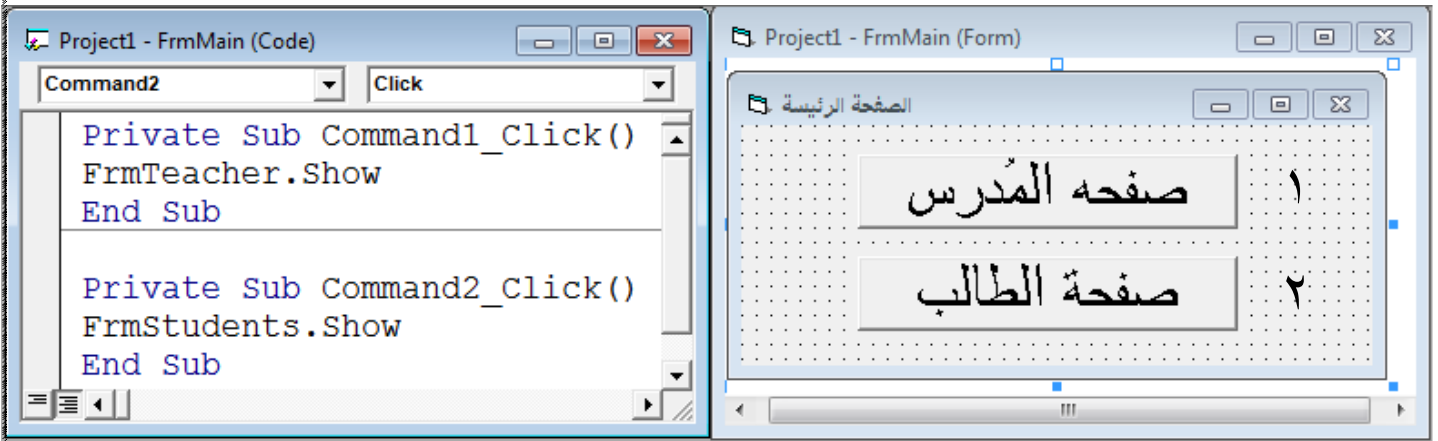 Project1 - FrmMain (Code)
Command2
Click
Private Sub Command1_Click()
FrmTeacher.Show
End Sub
Private Sub Command2_Click()
FrmStudents.Show
End Sub
Project1 - FrmMain (Form)
الصفحة الرئيسة
صفحه المُدرس
١
صفحة الطالب
٢